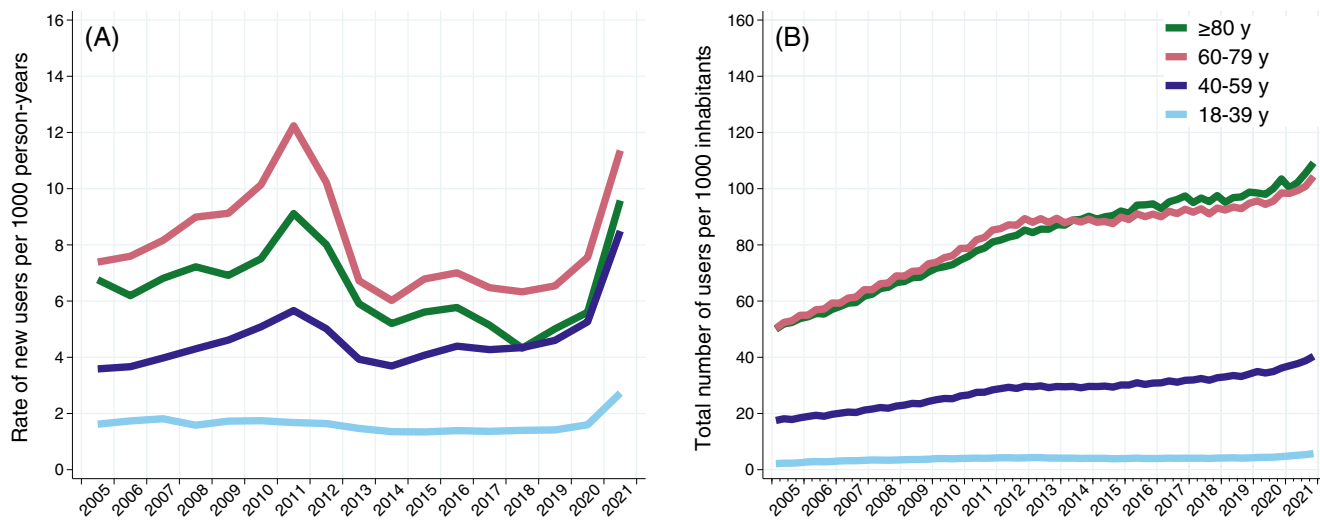 (A)
Rate of new users per 1000 person-years
16
14
12
10
8
6
4
2
0
2005 2006 2007 2008 2009 2010 2011 2012 2013 2014 2015 2016 2017 2018 2019 2020 2021
(B)
Total number of users per 1000 inhabitants
160
140
120
100
80
60
40
20
0
2005 2006 2007 2008 2009 2010 2011 2012 2013 2014 2015 2016 2017 2018 2019 2020 2021
≥80 y
60-79 y
40-59 y
18-39 y